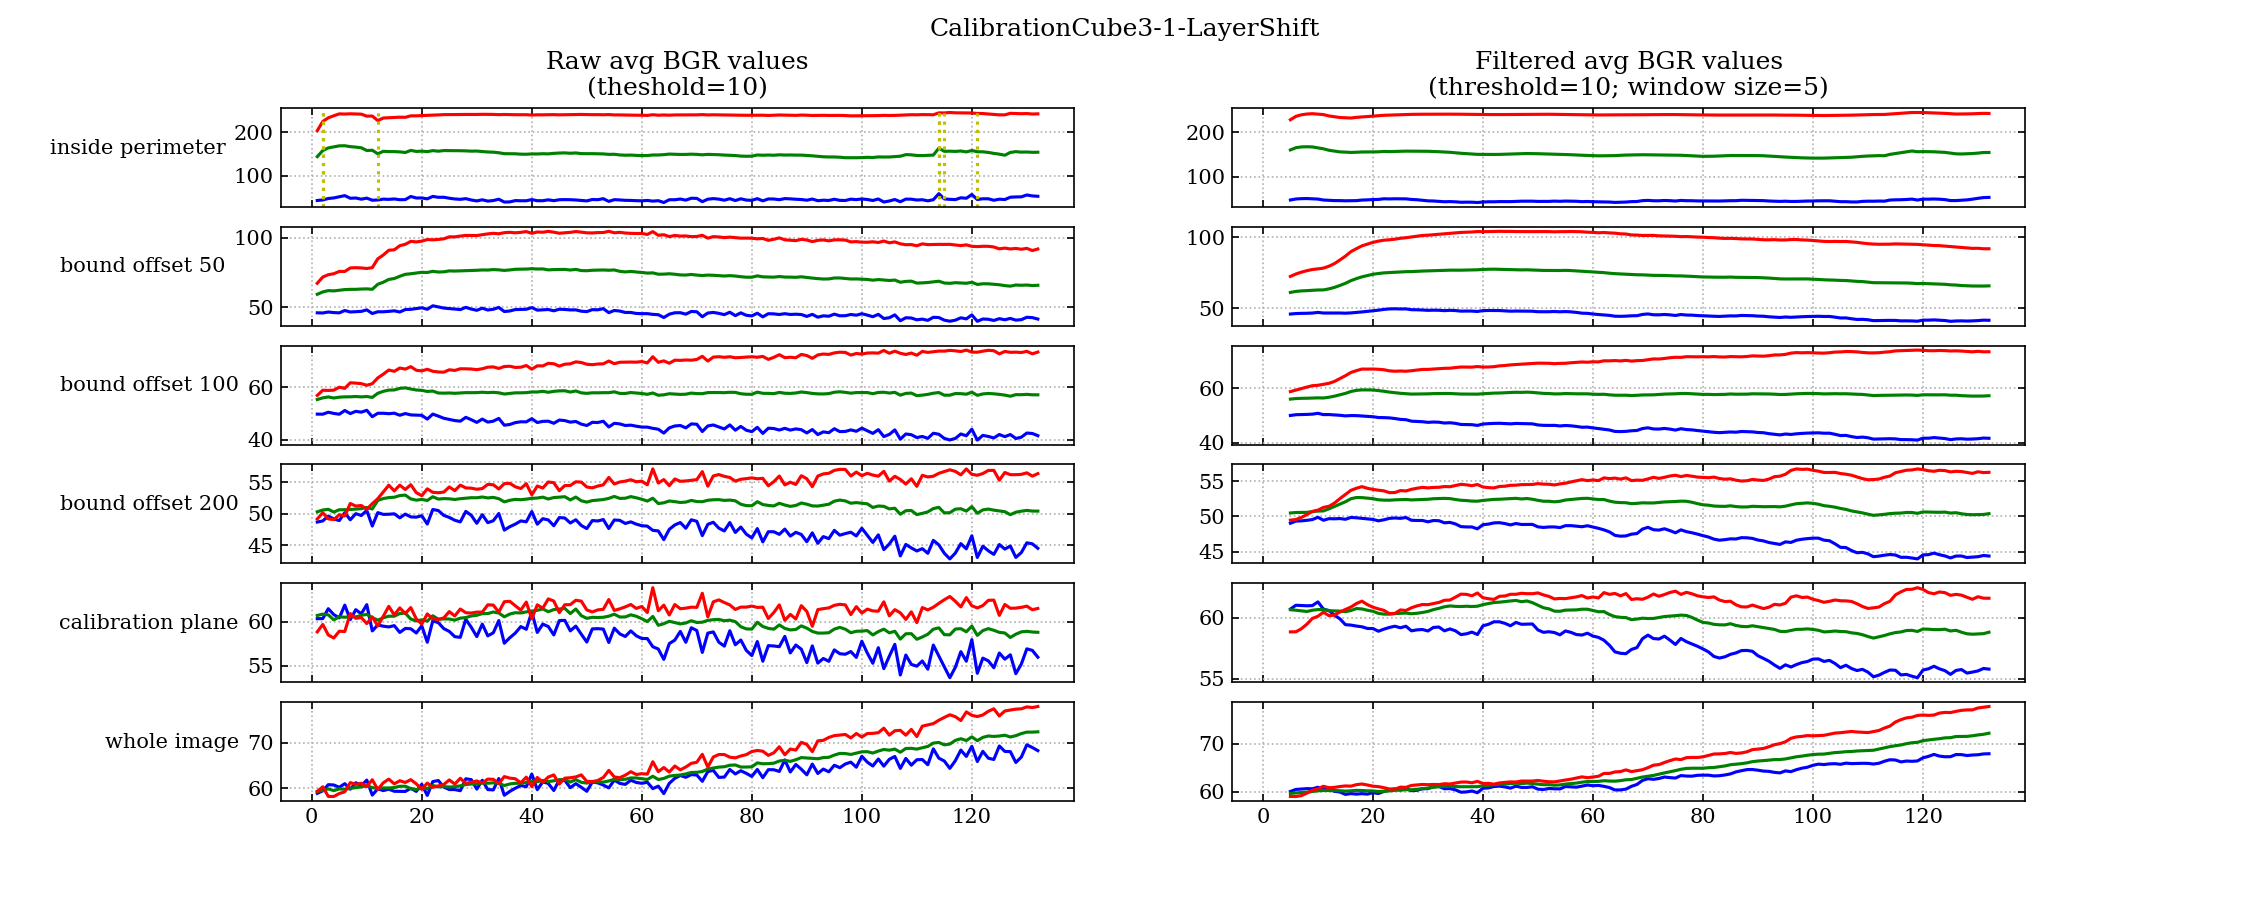 CalibrationCube3-1-LayerShift
Raw avg BGR values
(theshold=10)
Filtered avg BGR values
(threshold=10; window size=5)
inside perimeter
200
100
200
100
bound offset 50
100
50
100
50
bound offset 100
60
40
60
40
bound offset 200
55
50
45
55
50
45
calibration plane
60
55
60
55
whole image
70
60
70
60
0 20 40 60 80 100 120
0 20 40 60 80 100 120